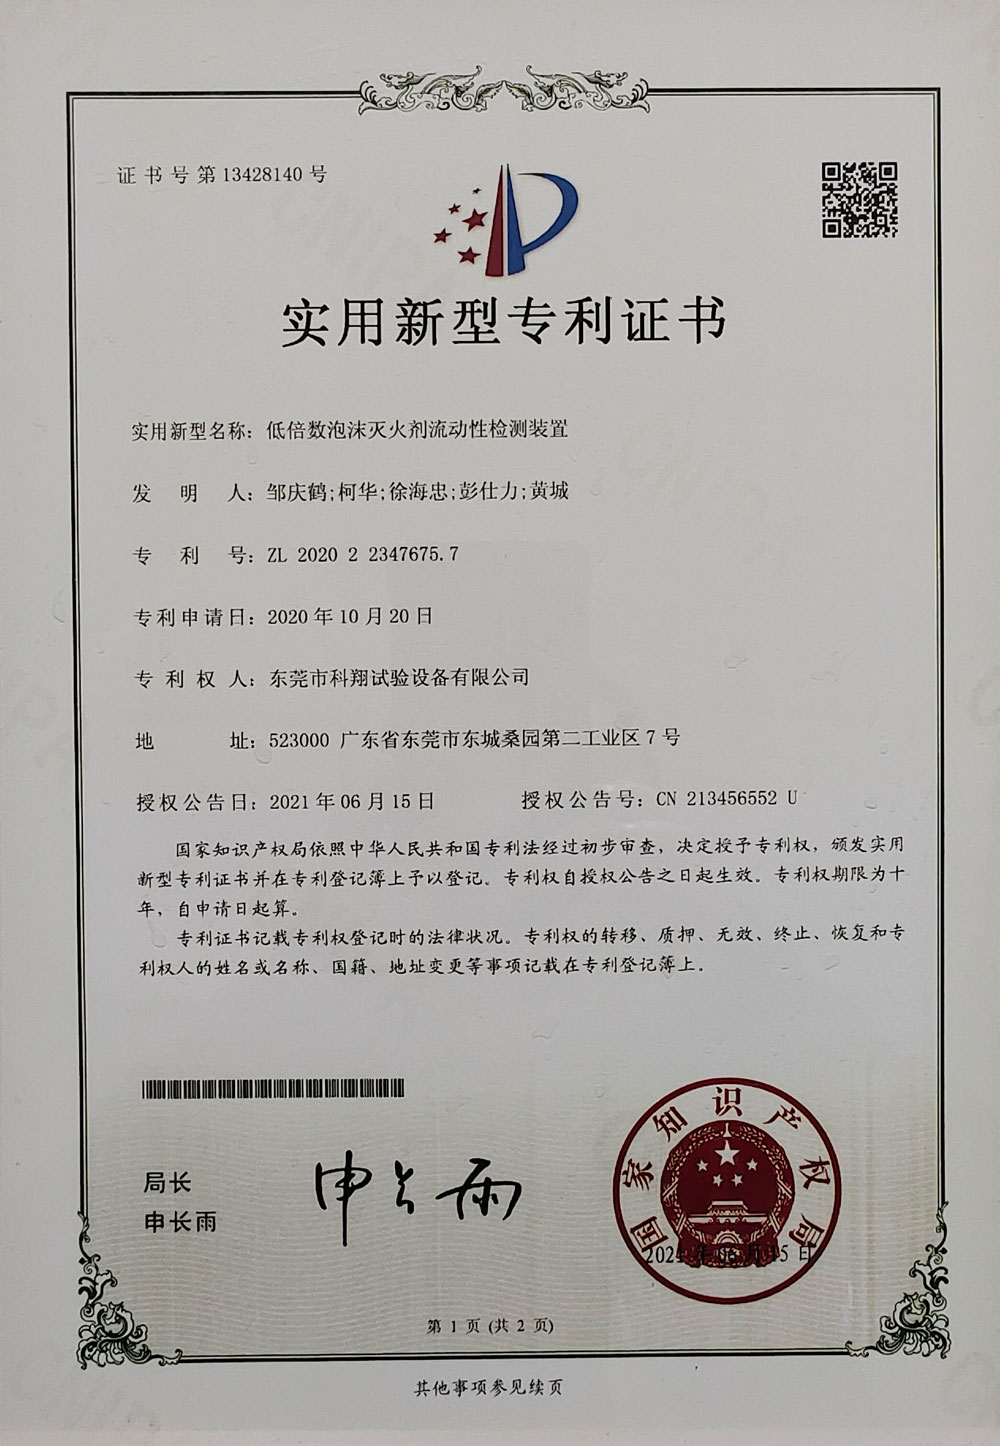 证书号第13428140号
实用新型专利证书
实用新型名称：低倍数泡沫灭火剂流动性检测装置
发明人：邹庆鹤;柯华;徐海忠;彭仕力;黄城
专利号：ZL 2020 2 2347675.7
专利申请日：2020年10月20日
专利权人：东莞市科翔试验设备有限公司
地址：523000 广东省东莞市东城桑园第二工业区7号
授权公告日：2021年06月15日 授权公告号：CN 213456552 U
国家知识产权局依照中华人民共和国专利法经过初步审查，决定授予专利权，颁发实用
新型专利证书并在专利登记簿上予以登记。专利权自授权公告之日起生效。专利权期限为十
年，自申请日起算。
专利证书记载专利权登记时的法律状况。专利权的转移、质押、无效、终止、恢复和专
利权人的姓名或名称、国籍、地址变更等事项记载在专利登记簿上。
局长
申长雨
申长雨
国家知识产权局
2021年06月15日
第 1 页 (共 2 页)
其他事项参见续页